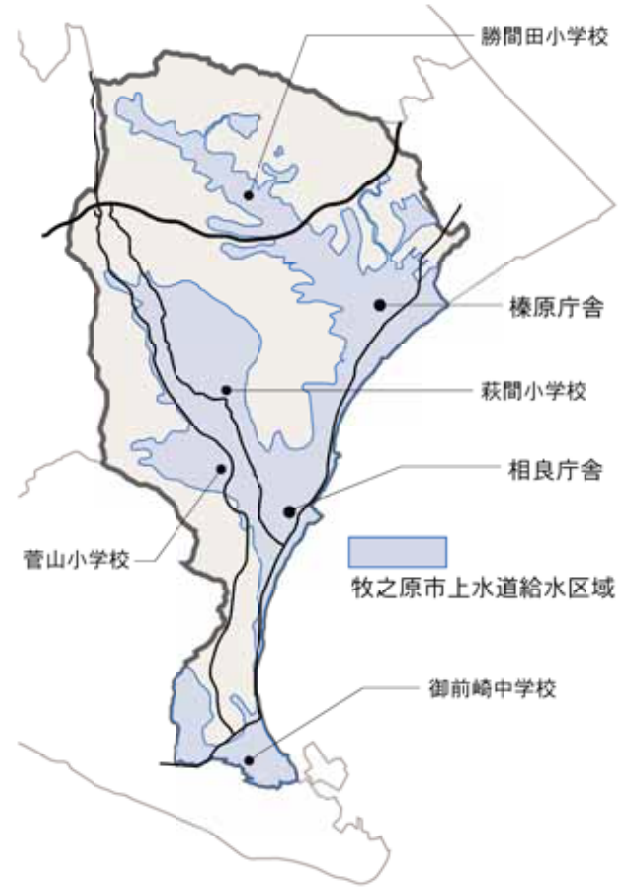 勝間田小学校
榛原庁舎
萩間小学校
相良庁舎
菅山小学校
牧之原市上水道給水区域
御前崎中学校